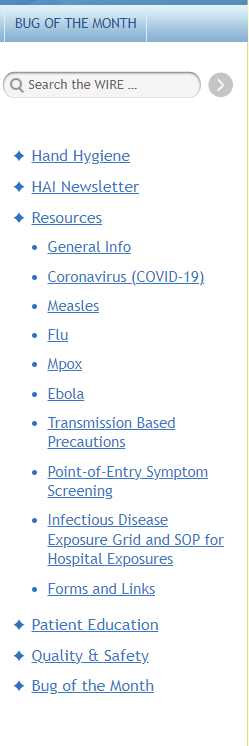 BUG OF THE MONTH
Search the WIRE ...
Hand Hygiene
HAI Newsletter
Resources
General Info
Coronavirus (COVID-19)
Measles
Flu
Mpox
Ebola
Transmission Based
Precautions
Point-of-Entry Symptom
Screening
Infectious Disease
Exposure Grid and SOP for
Hospital Exposures
Forms and Links
Patient Education
Quality & Safety
Bug of the Month